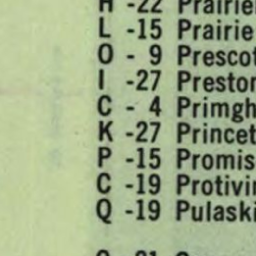 H -22 Prairie
L -15 Prairie
O - 9 Prescot
I -27 Preston
C - 4 Primgh
K -27 Princet
P -15 Promis
C -19 Protivin
Q -19 Pulaski